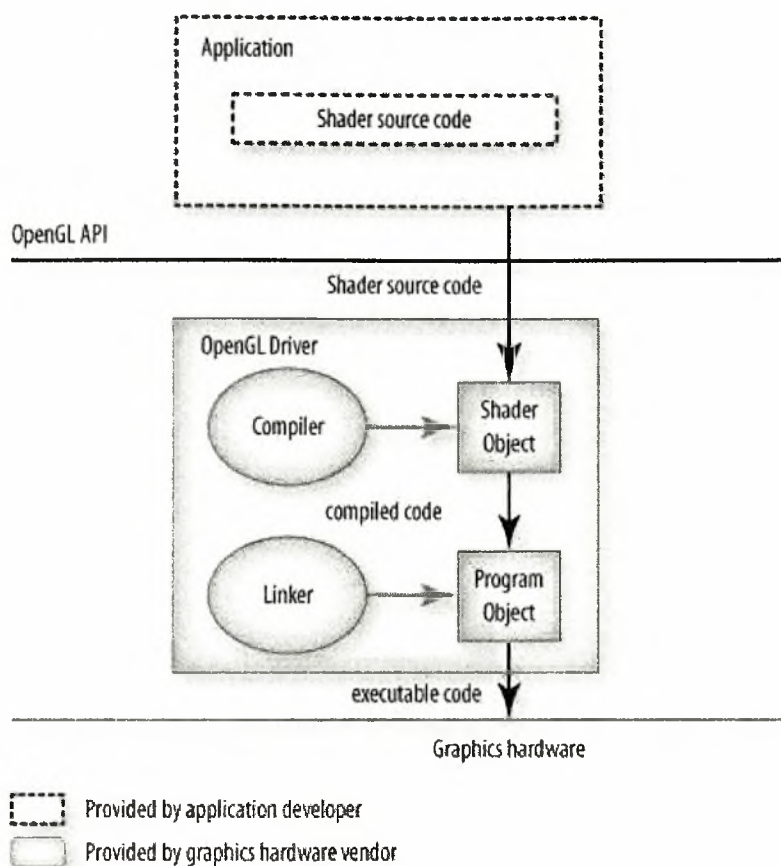 Application
Shader source code
OpenGL API
Shader source code
OpenGL Driver
Compiler
Shader
Object
compiled code
Linker
Program
Object
executable code
Graphics hardware
Provided by application developer
Provided by graphics hardware vendor